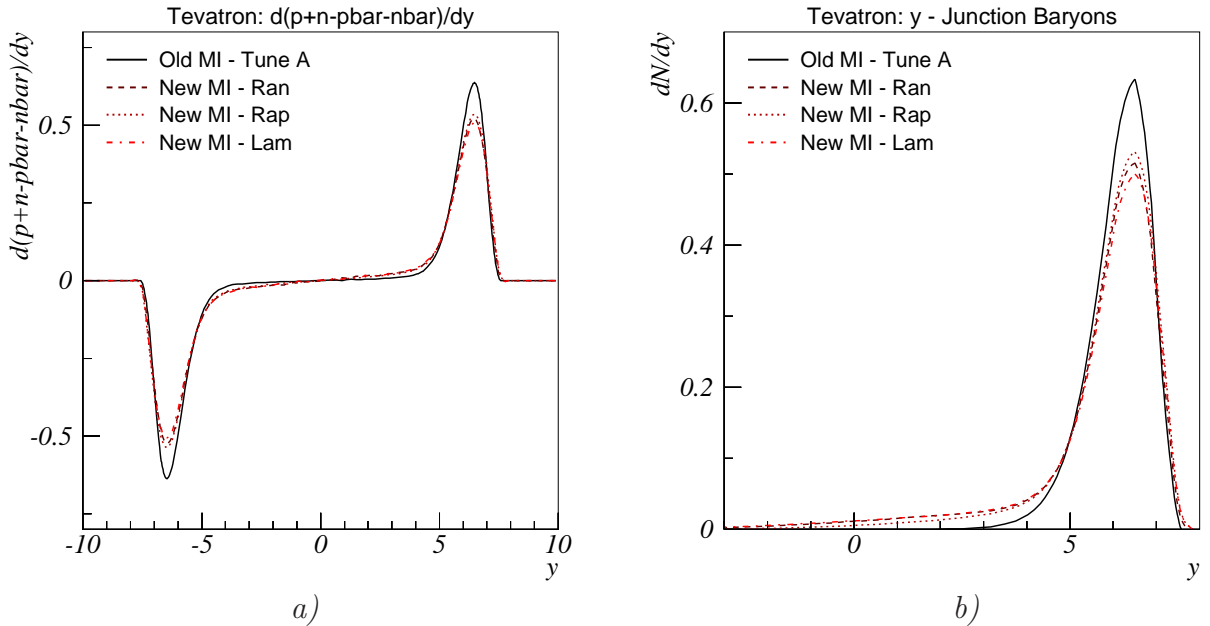 Tevatron: d(p+n-pbar-nbar)/dy
d(p+n-pbar-nbar)/dy
Old MI - Tune A
New MI - Ran
New MI - Rap
New MI - Lam
0.5
0
-0.5
-10
-5
0
5
10
y
a)
Tevatron: y - Junction Baryons
dN/dy
Old MI - Tune A
New MI - Ran
New MI - Rap
New MI - Lam
0.6
0.4
0.2
0
0
5
y
b)